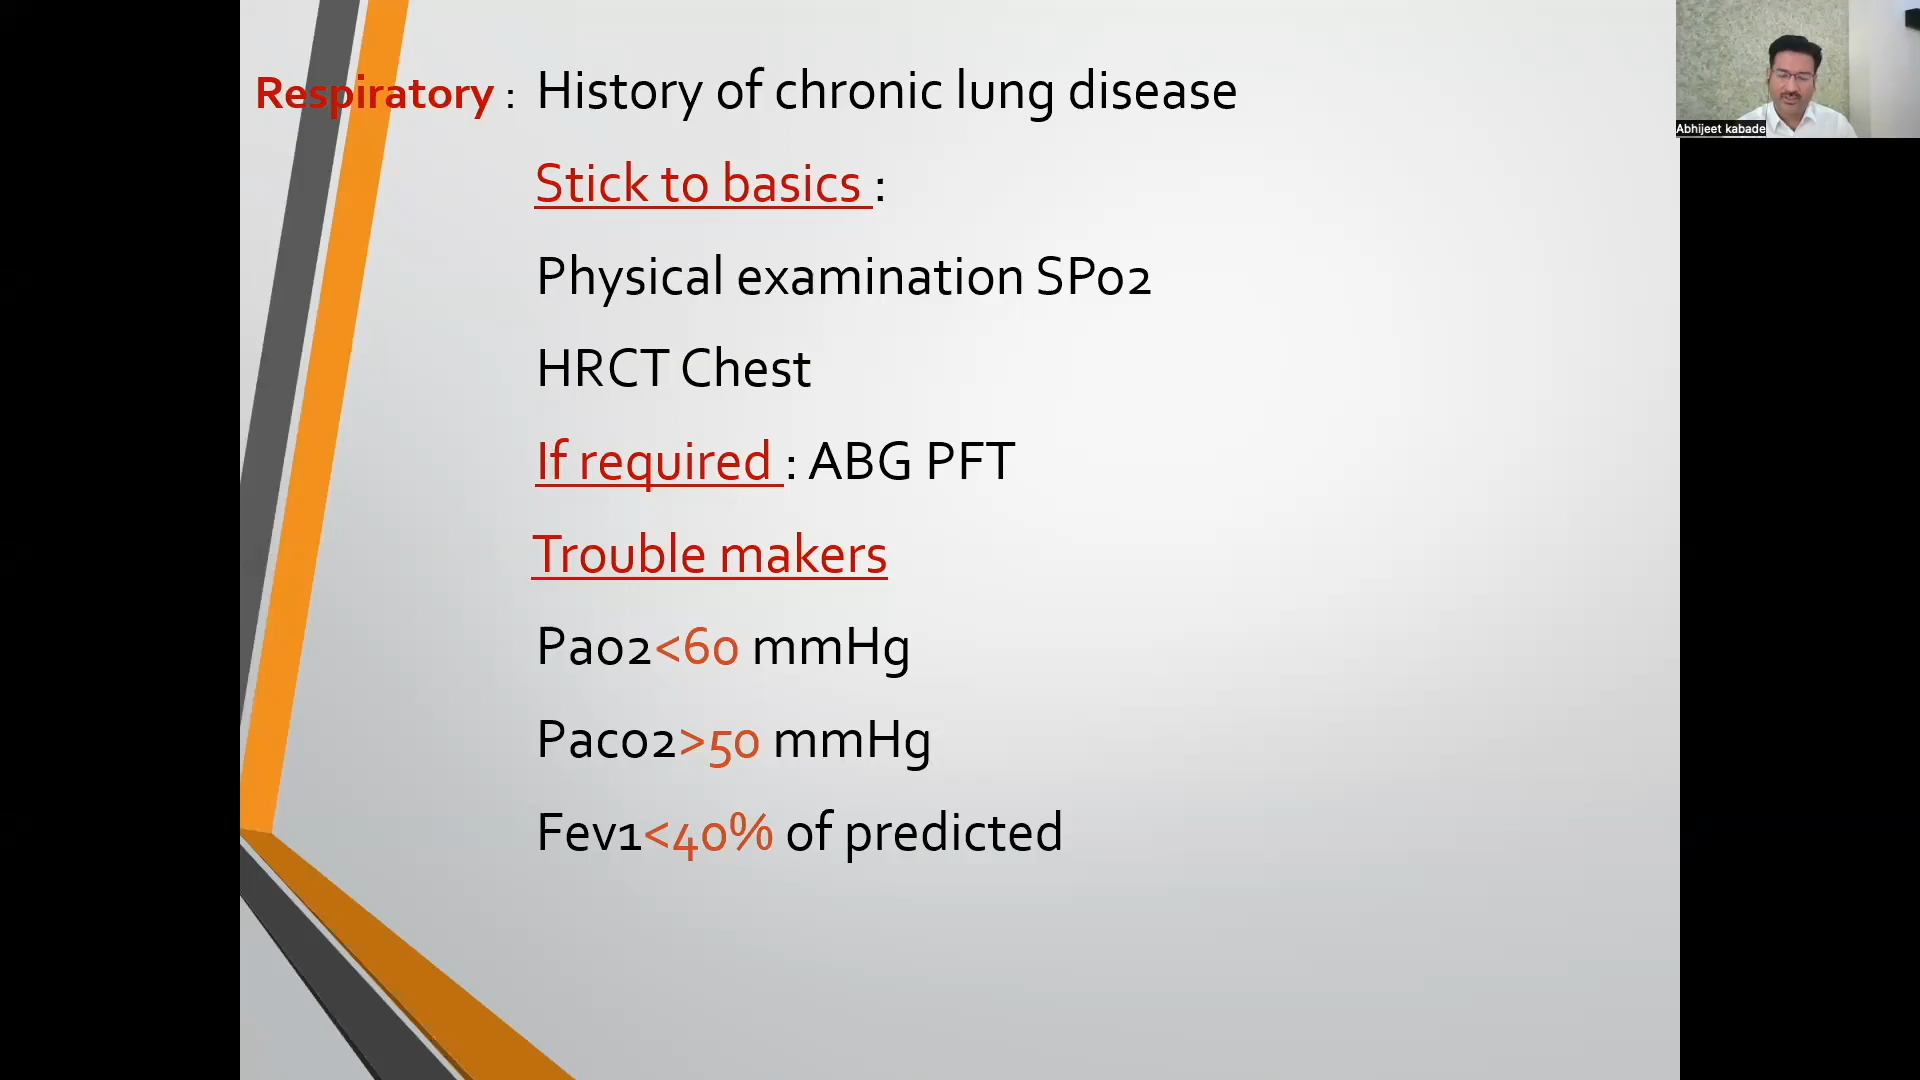 Respiratory : History of chronic lung disease
Stick to basics :
Physical examination SPo2
HRCT Chest
If required : ABG PFT
Trouble makers
Pao2<60 mmHg
Paco2>50 mmHg
Fev1<40% of predicted
Abhijeet kabade